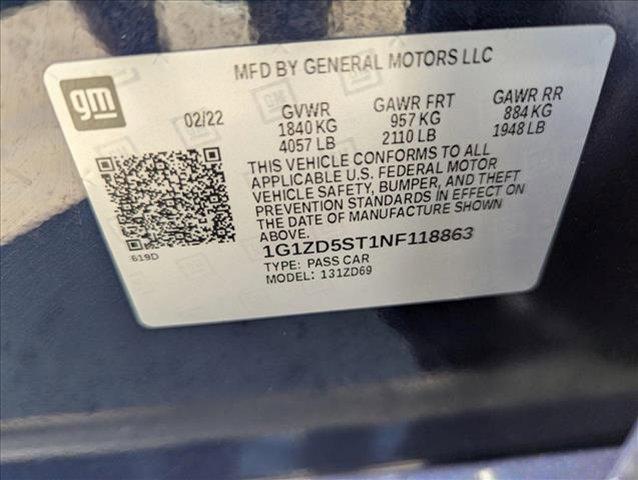 gm
MFD BY GENERAL MOTORS LLC
02/22
GVWR
1840 KG
4057 LB
GAWR FRT
957 KG
2110 LB
GAWR RR
884 KG
1948 LB
THIS VEHICLE CONFORMS TO ALL
APPLICABLE U.S. FEDERAL MOTOR
VEHICLE SAFETY, BUMPER, AND THEFT
PREVENTION STANDARDS IN EFFECT ON
THE DATE OF MANUFACTURE SHOWN
ABOVE.
619D
1G1ZD5ST1NF118863
TYPE: PASS CAR
MODEL: 131ZD69